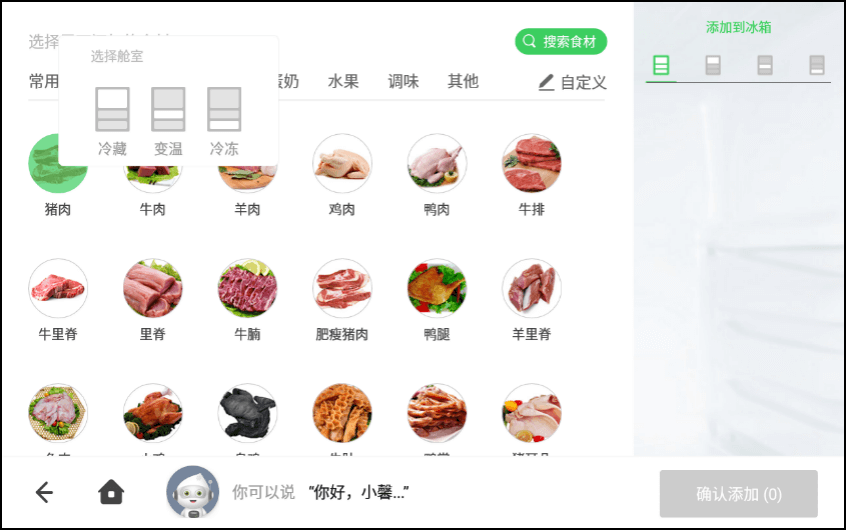 选择
搜索食材
添加到冰箱
选择舱室
常用
蛋奶 水果 调味 其他 自定义
冷藏 变温 冷冻
猪肉 牛肉 羊肉 鸡肉 鸭肉 牛排
牛里脊 里脊 牛腩 肥瘦猪肉 鸭腿 羊里脊
你可以说 “你好，小馨...”
确认添加 (0)